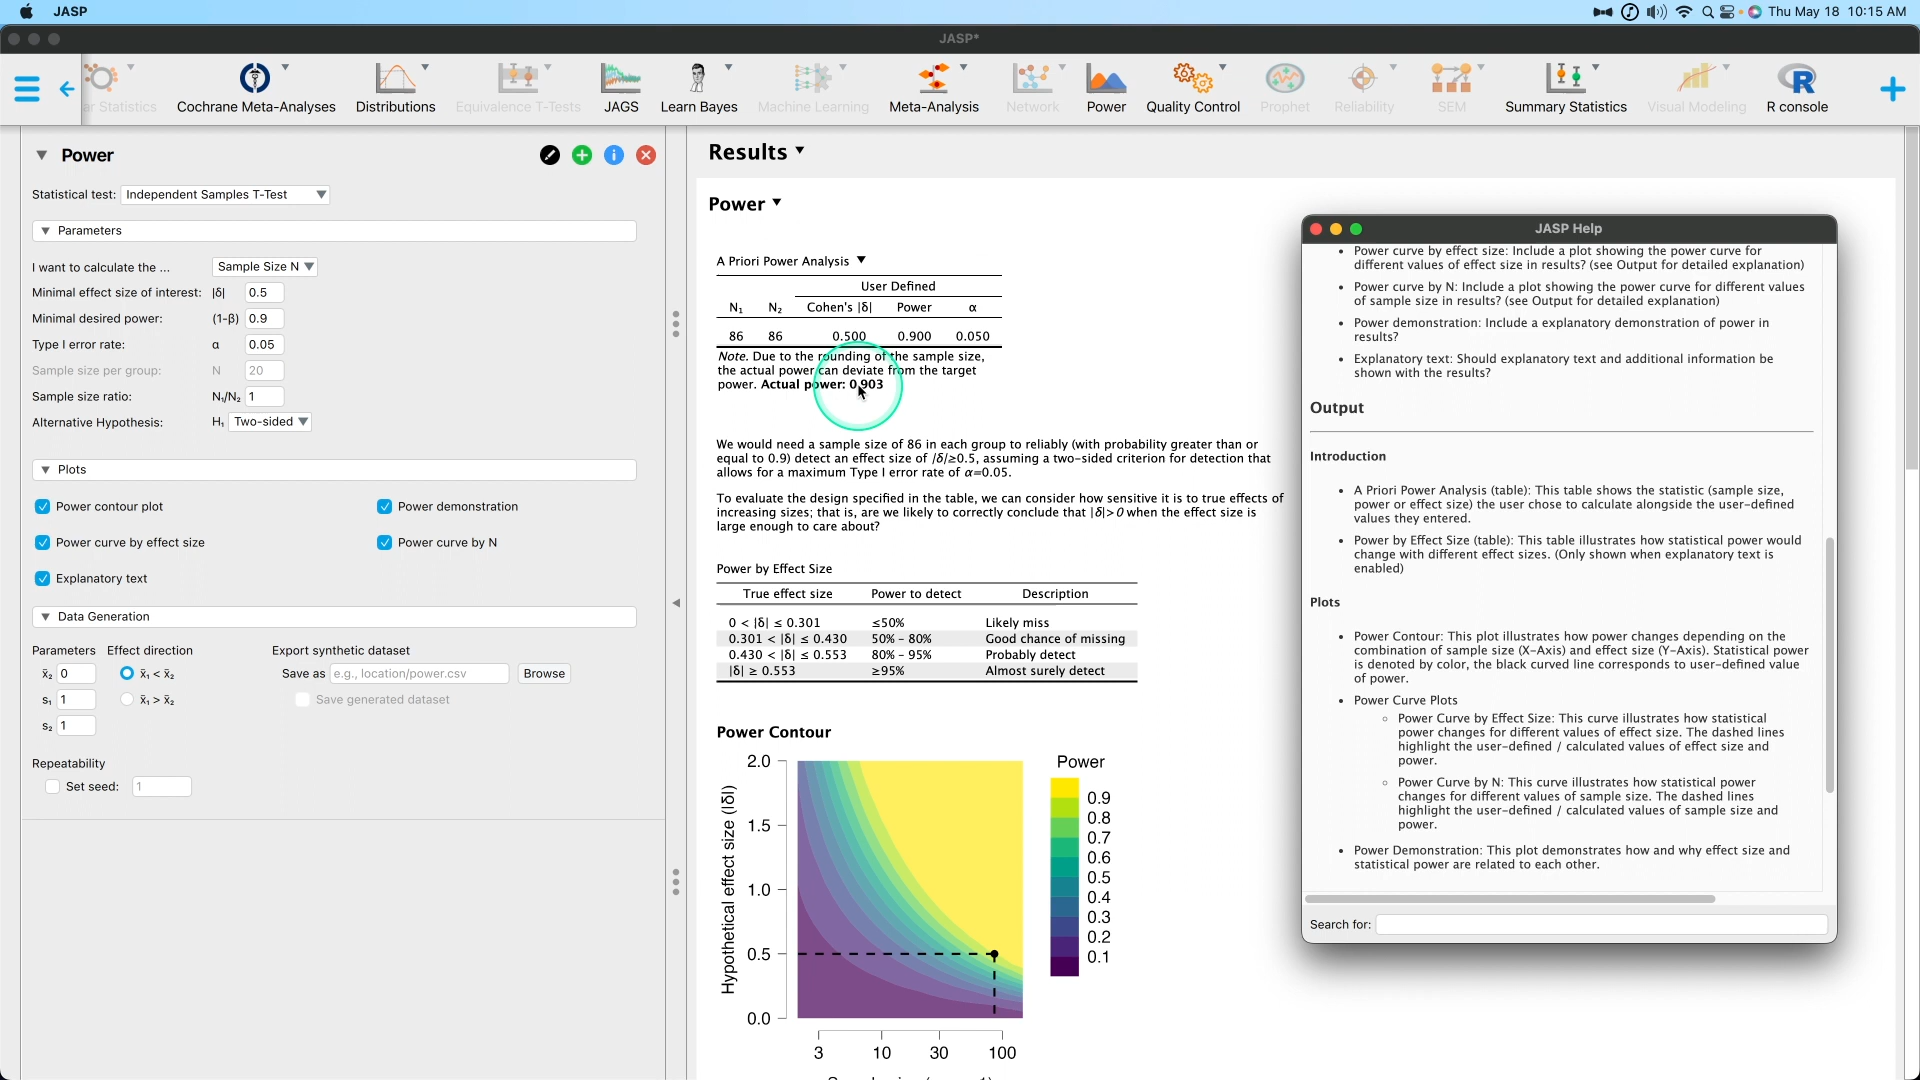 JASP
Thu May 18 10:15 AM
JASP*
ar Statistics
Cochrane Meta-Analyses
Distributions
Equivalence T-Tests
JAGS
Learn Bayes
Machine Learning
Meta-Analysis
Network
Power
Quality Control
Prophet
Reliability
SEM
Summary Statistics
Visual Modeling
R console
Power
Statistical test: Independent Samples T-Test
Parameters
I want to calculate the ... Sample Size N
Minimal effect size of interest: |δ| 0.5
Minimal desired power: (1-β) 0.9
Type I error rate: α 0.05
Sample size per group: N 20
Sample size ratio: N₁/N₂ 1
Alternative Hypothesis: H₁ Two-sided
Plots
Power contour plot Power demonstration
Power curve by effect size Power curve by N
Explanatory text
Data Generation
Parameters Effect direction Export synthetic dataset
x̄₂ 0 x̄₁ < x̄₂ Save as e.g., location/power.csv Browse
s₁ 1 x̄₁ > x̄₂ Save generated dataset
s₂ 1
Repeatability
Set seed: 1
Results
Power
A Priori Power Analysis
User Defined
N₁ N₂ Cohen's |δ| Power α
86 86 0.500 0.900 0.050
Note. Due to the rounding of the sample size,
the actual power can deviate from the target
power. Actual power: 0.903
We would need a sample size of 86 in each group to reliably (with probability greater than or
equal to 0.9) detect an effect size of |δ|≥0.5, assuming a two-sided criterion for detection that
allows for a maximum Type I error rate of α=0.05.
To evaluate the design specified in the table, we can consider how sensitive it is to true effects of
increasing sizes; that is, are we likely to correctly conclude that |δ|>0 when the effect size is
large enough to care about?
Power by Effect Size
True effect size Power to detect Description
0 < |δ| ≤ 0.301 ≤50% Likely miss
0.301 < |δ| ≤ 0.430 50% – 80% Good chance of missing
0.430 < |δ| ≤ 0.553 80% – 95% Probably detect
|δ| ≥ 0.553 ≥95% Almost surely detect
Power Contour
Hypothetical effect size (|δ|)
2.0
1.5
1.0
0.5
0.0
3 10 30 100
Power
0.9
0.8
0.7
0.6
0.5
0.4
0.3
0.2
0.1
JASP Help
• Power curve by effect size: Include a plot showing the power curve for
different values of effect size in results? (see Output for detailed explanation)
• Power curve by N: Include a plot showing the power curve for different values
of sample size in results? (see Output for detailed explanation)
• Power demonstration: Include a explanatory demonstration of power in
results?
• Explanatory text: Should explanatory text and additional information be
shown with the results?
Output
Introduction
• A Priori Power Analysis (table): This table shows the statistic (sample size,
power or effect size) the user chose to calculate alongside the user-defined
values they entered.
• Power by Effect Size (table): This table illustrates how statistical power would
change with different effect sizes. (Only shown when explanatory text is
enabled)
Plots
• Power Contour: This plot illustrates how power changes depending on the
combination of sample size (X-Axis) and effect size (Y-Axis). Statistical power
is denoted by color, the black curved line corresponds to user-defined value
of power.
• Power Curve Plots
◦ Power Curve by Effect Size: This curve illustrates how statistical
power changes for different values of effect size. The dashed lines
highlight the user-defined / calculated values of effect size and
power.
◦ Power Curve by N: This curve illustrates how statistical power
changes for different values of sample size. The dashed lines
highlight the user-defined / calculated values of sample size and
power.
• Power Demonstration: This plot demonstrates how and why effect size and
statistical power are related to each other.
Search for: